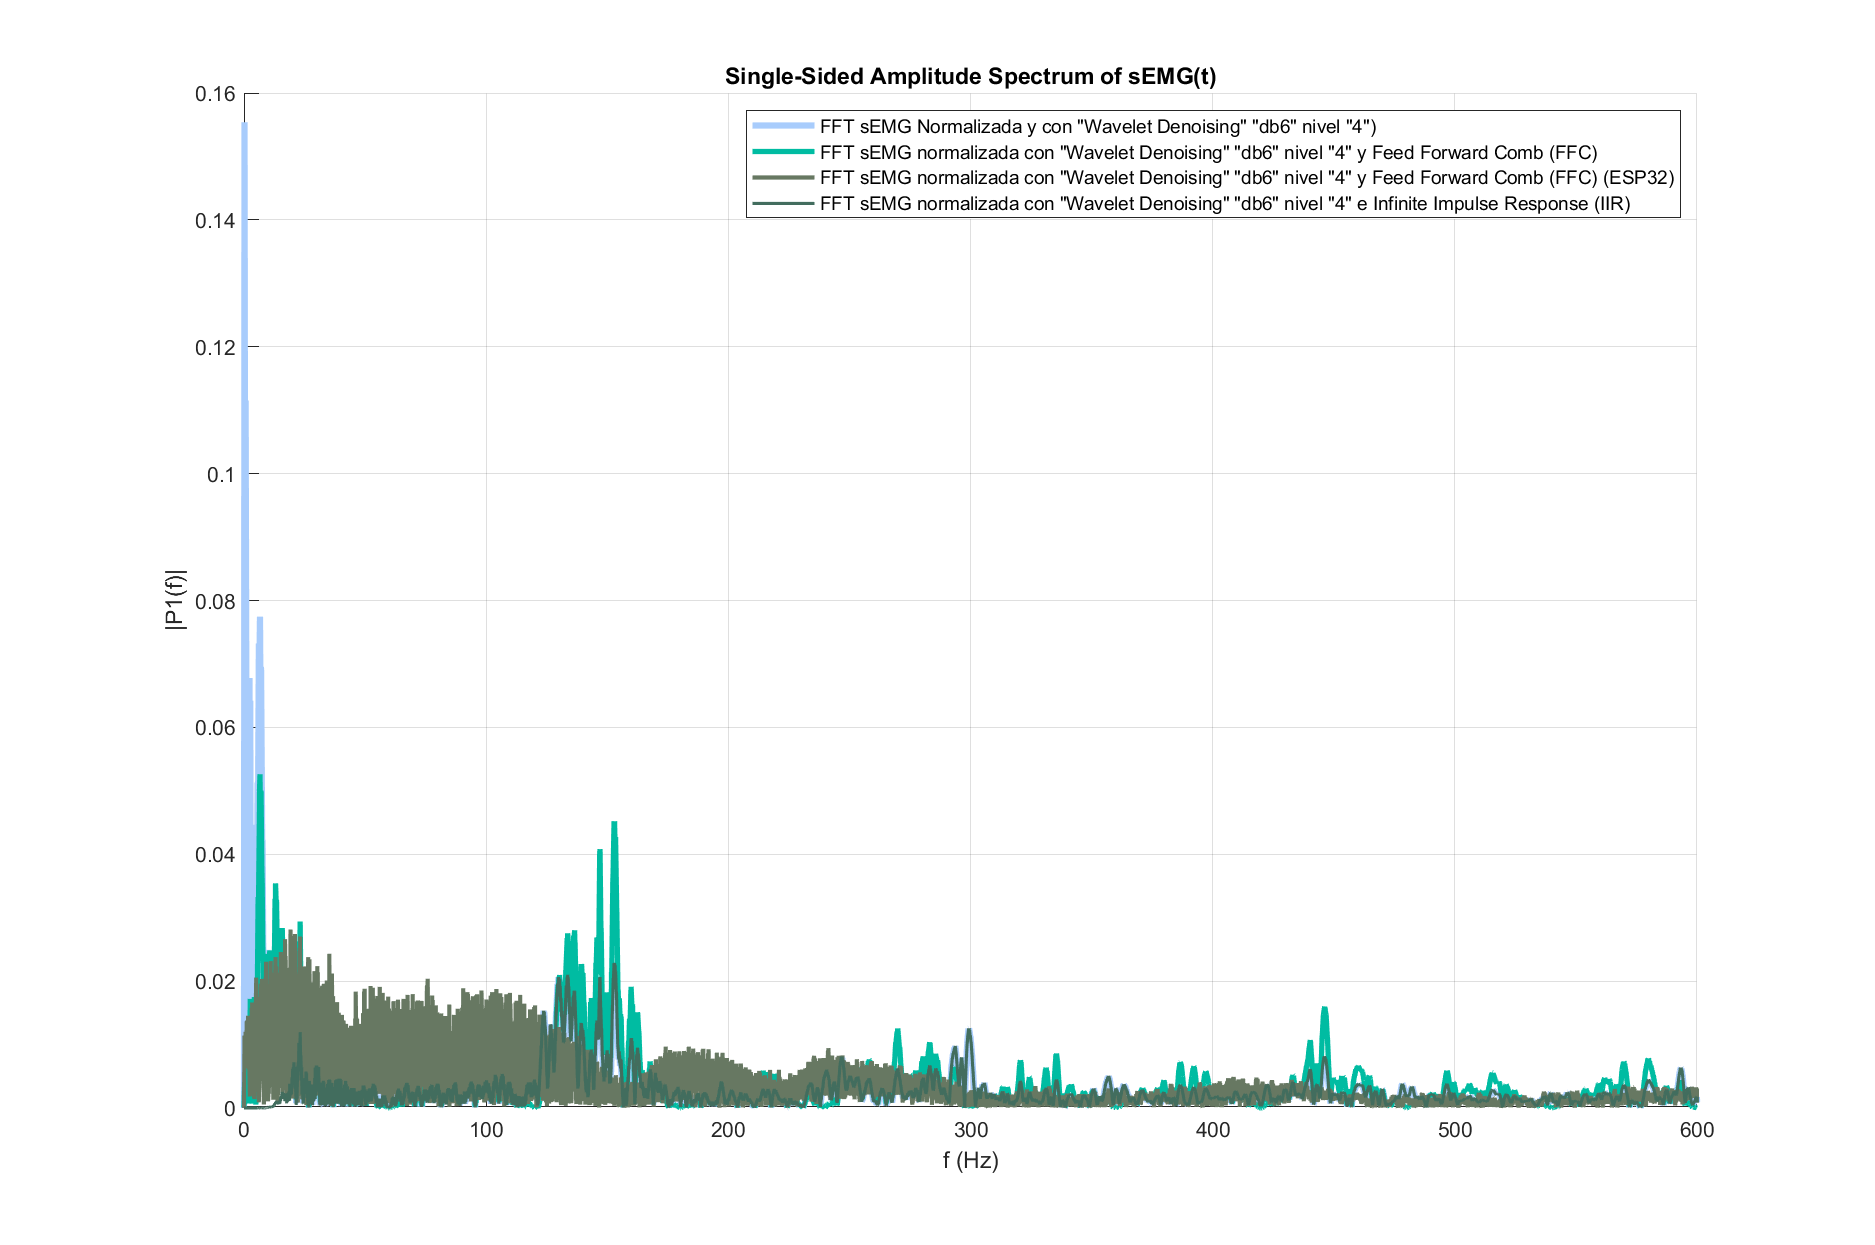 Single-Sided Amplitude Spectrum of sEMG(t)
0.16
0.14
0.12
0.1
0.08
0.06
0.04
0.02
0
|P1(f)|
FFT sEMG Normalizada y con "Wavelet Denoising" "db6" nivel "4")
FFT sEMG normalizada con "Wavelet Denoising" "db6" nivel "4" y Feed Forward Comb (FFC)
FFT sEMG normalizada con "Wavelet Denoising" "db6" nivel "4" y Feed Forward Comb (FFC) (ESP32)
FFT sEMG normalizada con "Wavelet Denoising" "db6" nivel "4" e Infinite Impulse Response (IIR)
0 100 200 300 400 500 600
f (Hz)